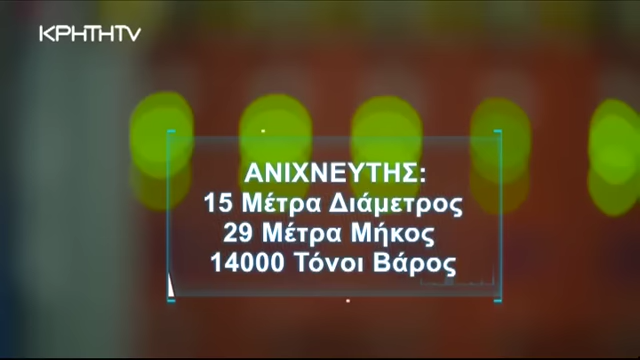 ΚΡΗΤΗTV
ΑΝΙΧΝΕΥΤΗΣ:
15 Μέτρα Διάμετρος
29 Μέτρα Μήκος
14000 Τόνοι Βάρος